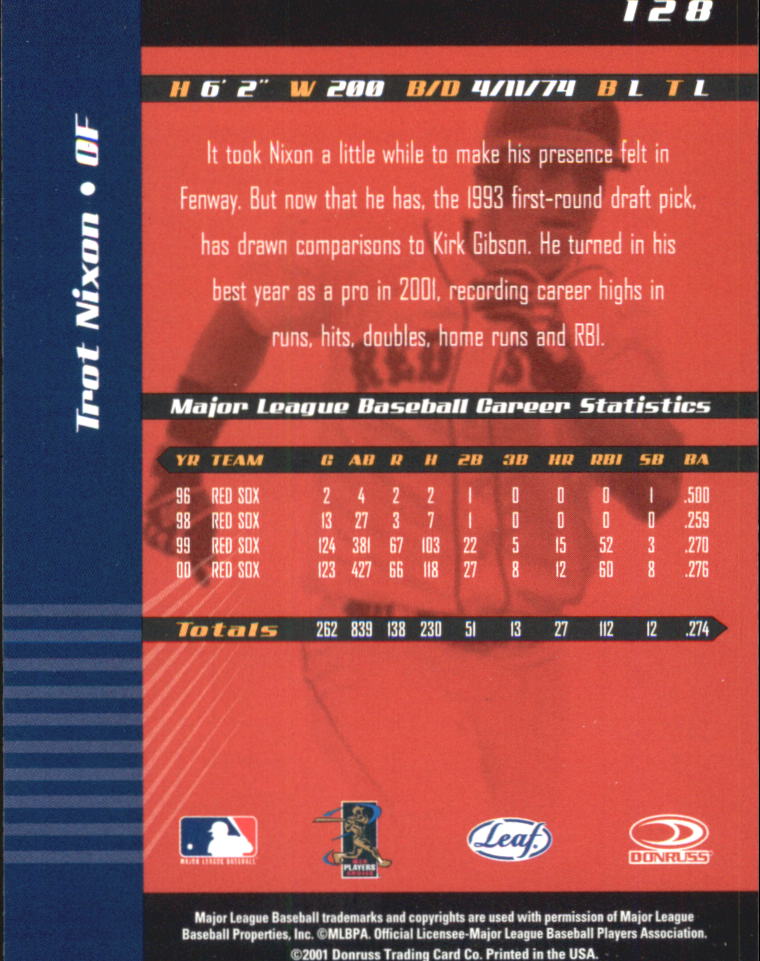 128
H 6' 2" W 200 B/D 4/11/74 B L T L
Trot Nixon • OF
It took Nixon a little while to make his presence felt in
Fenway. But now that he has, the 1993 first-round draft pick,
has drawn comparisons to Kirk Gibson. He turned in his
best year as a pro in 2001, recording career highs in
runs, hits, doubles, home runs and RBI.
RED SOX
Major League Baseball Career Statistics
YR TEAM G AB R H 2B 3B HR RBI SB BA
96 RED SOX 2 4 2 2 1 0 0 0 1 .500
98 RED SOX 13 27 3 7 1 0 0 0 0 .259
99 RED SOX 124 381 67 103 22 5 15 52 3 .270
00 RED SOX 123 427 66 118 27 8 12 60 8 .276
Totals 262 839 138 230 51 13 27 112 12 .274
MAJOR LEAGUE BASEBALL
PLAYERS
Leaf
DONRUSS
Major League Baseball trademarks and copyrights are used with permission of Major League
Baseball Properties, Inc. ©MLBPA. Official Licensee-Major League Baseball Players Association.
©2001 Donruss Trading Card Co. Printed in the USA.